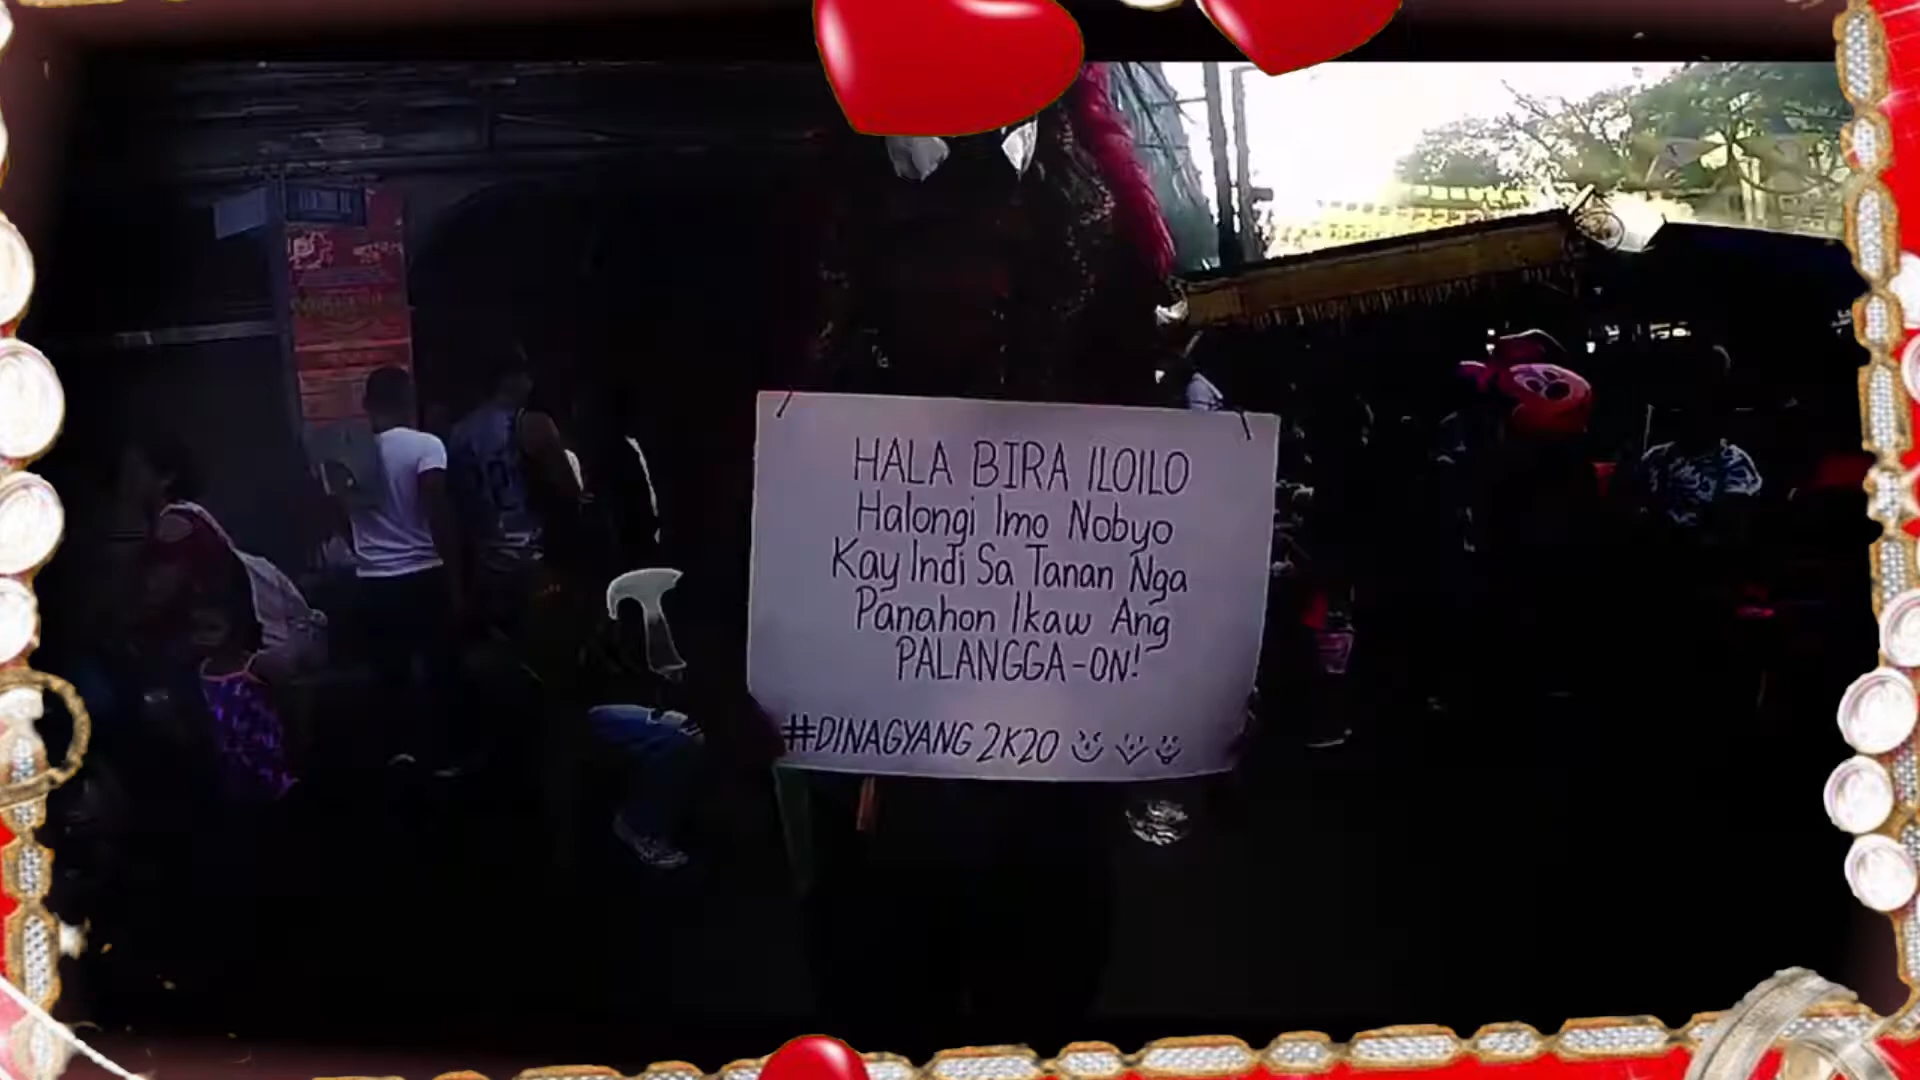 HALA BIRA ILOILO
Halongi Imo Nobyo
Kay Indi Sa Tanan Nga
Panahon Ikaw Ang
PALANGGA-ON!
#DINAGYANG 2K20